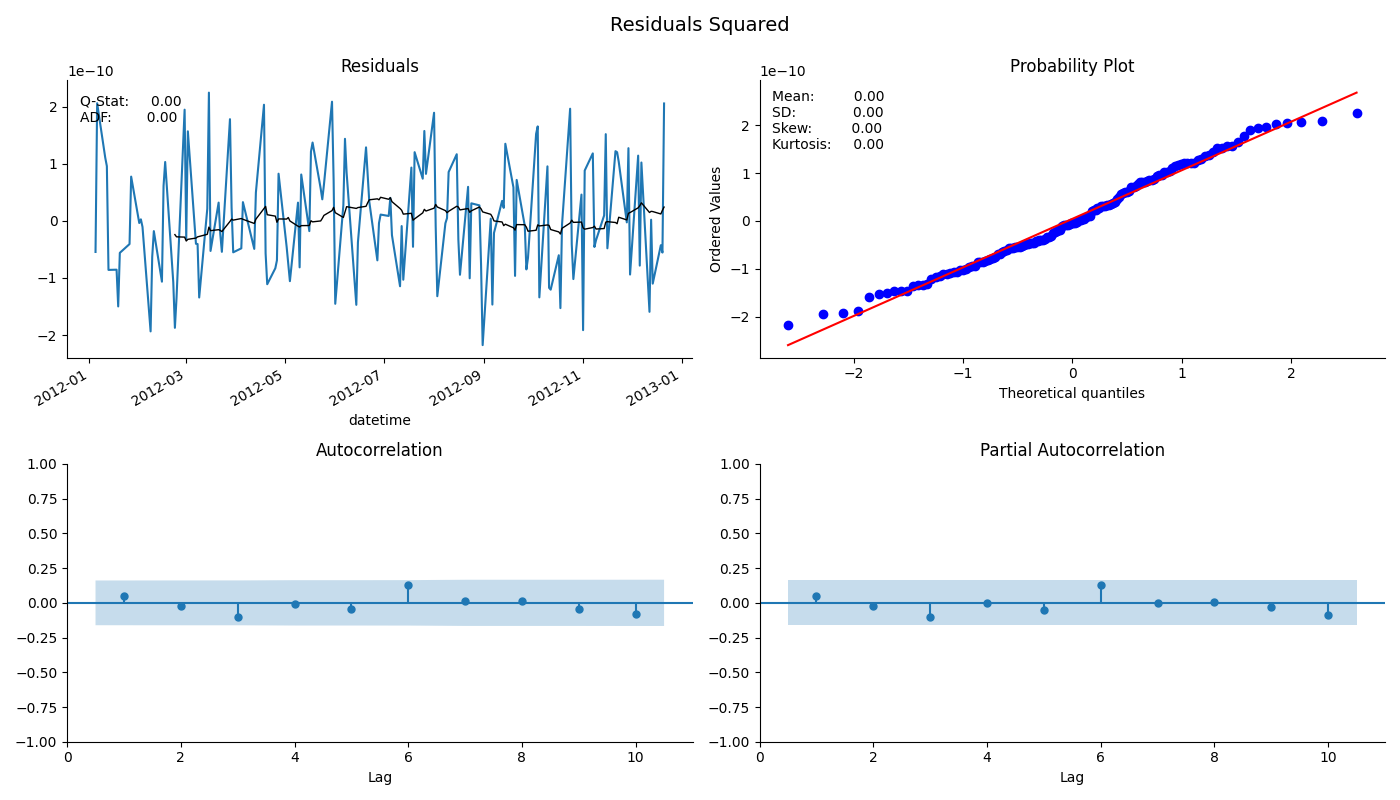 Residuals Squared
Residuals
1e−10
Q-Stat: 0.00
ADF: 0.00
2
1
0
−1
−2
2012-01
2012-03
2012-05
2012-07
2012-09
2012-11
2013-01
datetime
Probability Plot
1e−10
Mean: 0.00
SD: 0.00
Skew: 0.00
Kurtosis: 0.00
Ordered Values
2
1
0
−1
−2
−2
−1
0
1
2
Theoretical quantiles
Autocorrelation
1.00
0.75
0.50
0.25
0.00
−0.25
−0.50
−0.75
−1.00
0
2
4
6
8
10
Lag
Partial Autocorrelation
1.00
0.75
0.50
0.25
0.00
−0.25
−0.50
−0.75
−1.00
0
2
4
6
8
10
Lag